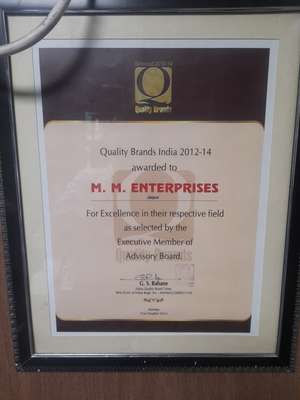 Quality Brands
Quality Brands India 2012-14
awarded to
M. M. ENTERPRISES
Jaipur
For Excellence in their respective field
as selected by the
Executive Member of
Advisory Board.
G. S. Rahane